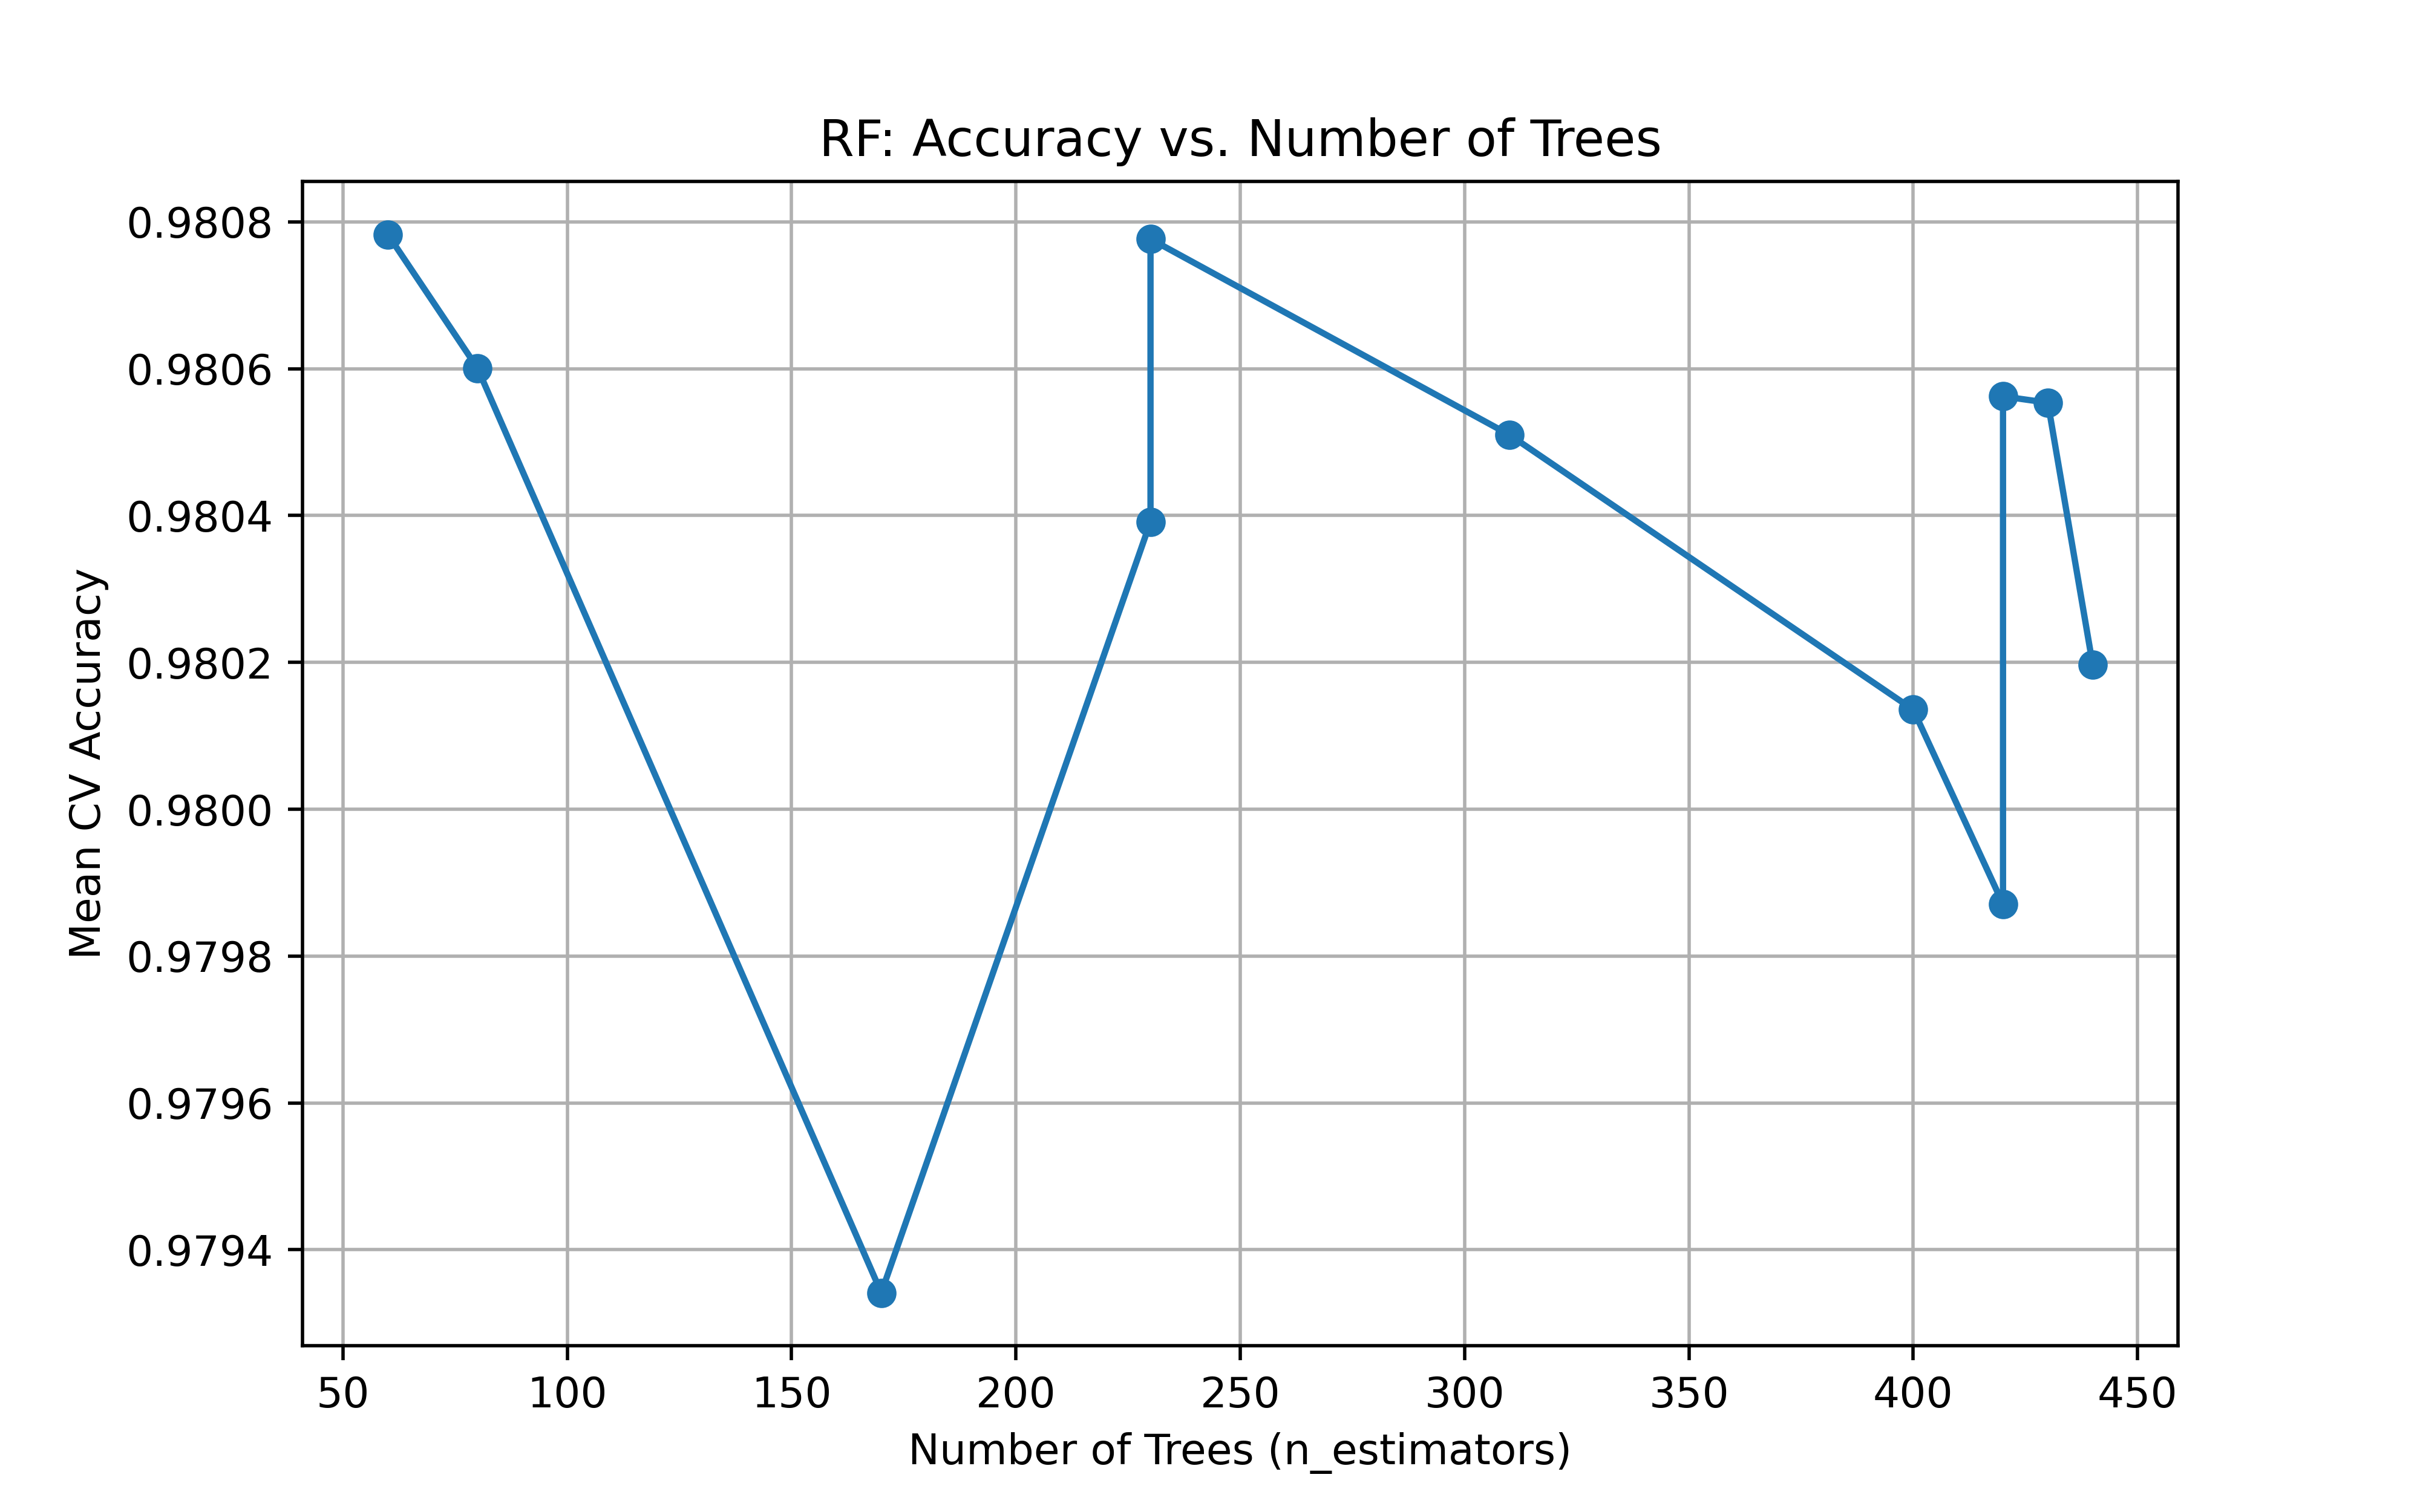 RF: Accuracy vs. Number of Trees
Mean CV Accuracy
0.9808
0.9806
0.9804
0.9802
0.9800
0.9798
0.9796
0.9794
50 100 150 200 250 300 350 400 450
Number of Trees (n_estimators)